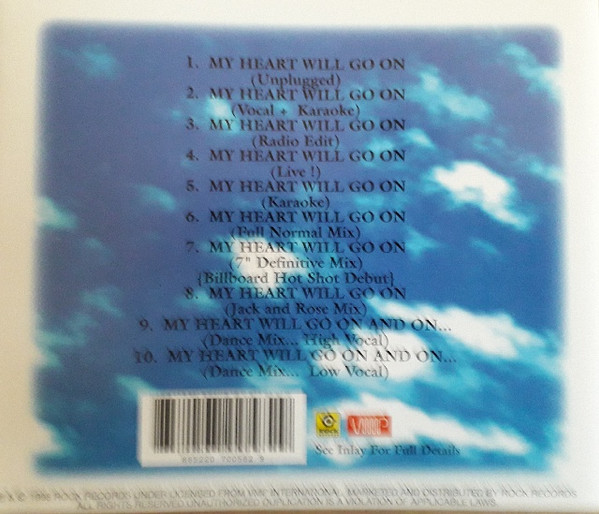 1. MY HEART WILL GO ON
(Unplugged)
2. MY HEART WILL GO ON
(Vocal + Karaoke)
3. MY HEART WILL GO ON
(Radio Edit)
4. MY HEART WILL GO ON
(Live !)
5. MY HEART WILL GO ON
(Karaoke)
6. MY HEART WILL GO ON
(Full Normal Mix)
7. MY HEART WILL GO ON
(7" Definitive Mix)
{Billboard Hot Shot Debut}
8. MY HEART WILL GO ON
(Jack and Rose Mix)
9. MY HEART WILL GO ON AND ON...
(Dance Mix... High Vocal)
10. MY HEART WILL GO ON AND ON...
(Dance Mix... Low Vocal)
See Inlay For Full Details
ROCK RECORDS UNDER LICENSED FROM INTERNATIONAL. MARKETED AND DISTRIBUTED BY ROCK RECORDS
ALL RIGHTS RESERVED.UNAUTHORIZED DUPLICATION IS A VIOLATION OF APPLICABLE LAWS.